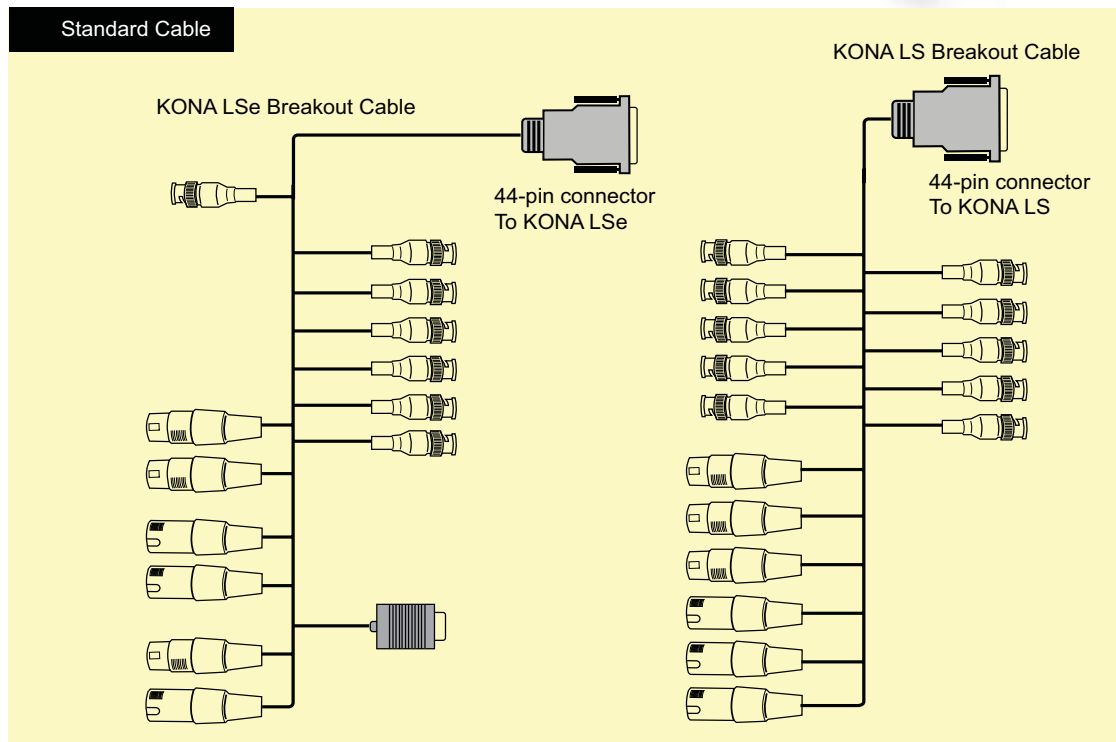 Standard Cable
KONA LSe Breakout Cable
44-pin connector
To KONA LSe
KONA LS Breakout Cable
44-pin connector
To KONA LS